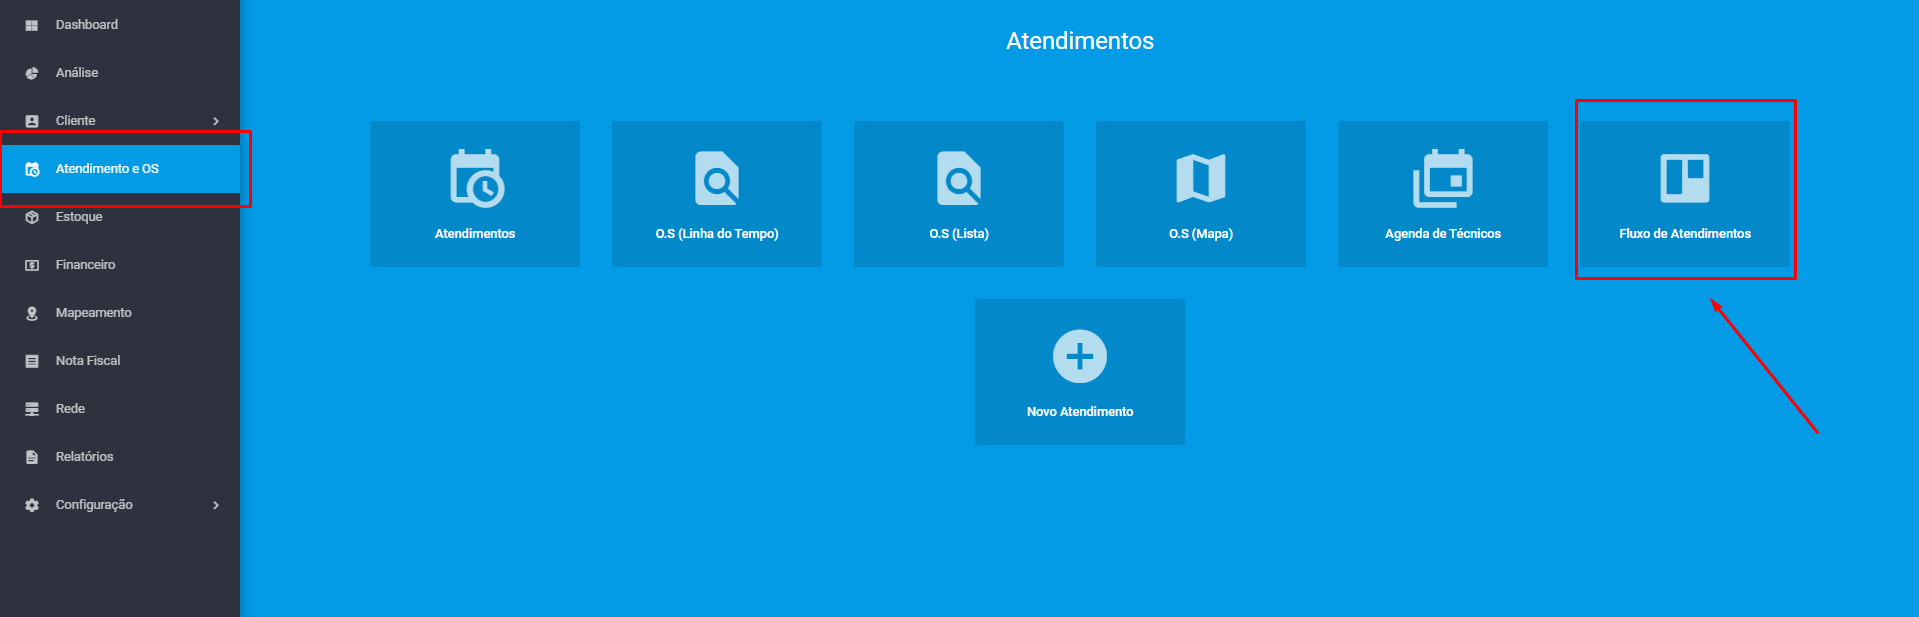 Dashboard
Análise
Cliente
Atendimento e OS
Estoque
Financeiro
Mapeamento
Nota Fiscal
Rede
Relatórios
Configuração
Atendimentos
Atendimentos
O.S (Linha do Tempo)
O.S (Lista)
O.S (Mapa)
Agenda de Técnicos
Fluxo de Atendimentos
Novo Atendimento